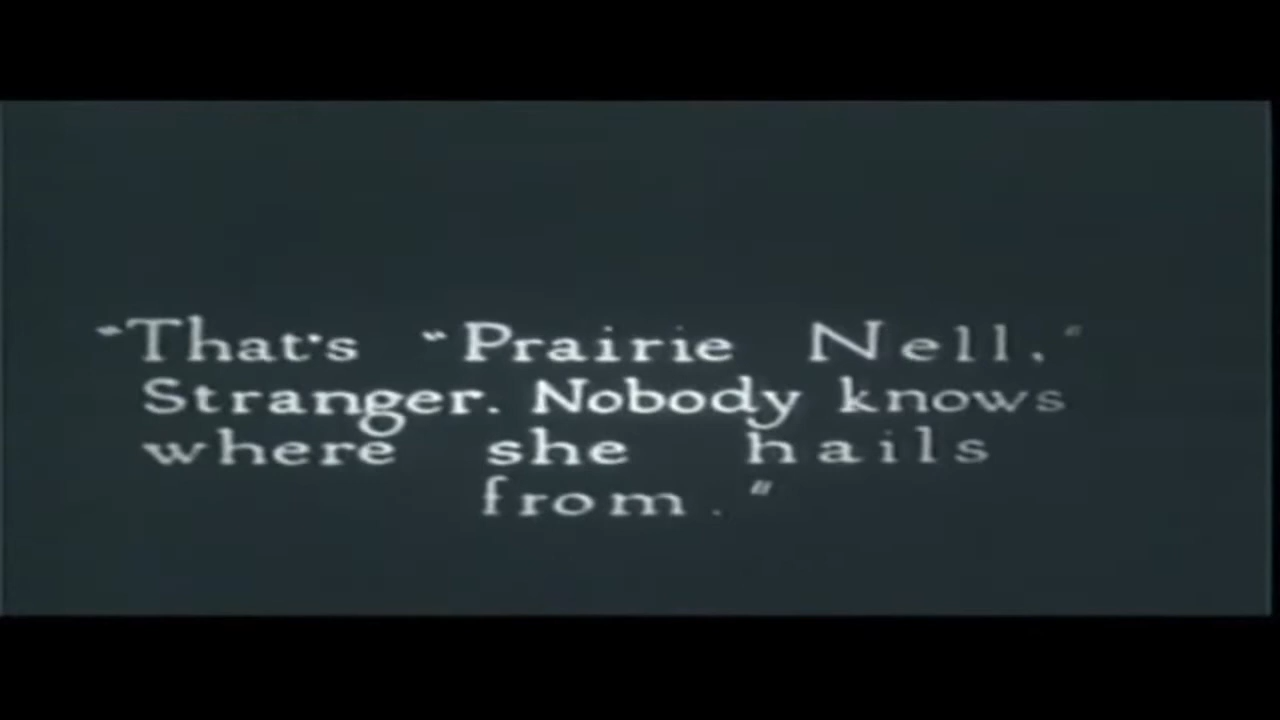 "That's "Prairie Nell,"
Stranger. Nobody knows
where she hails
from."